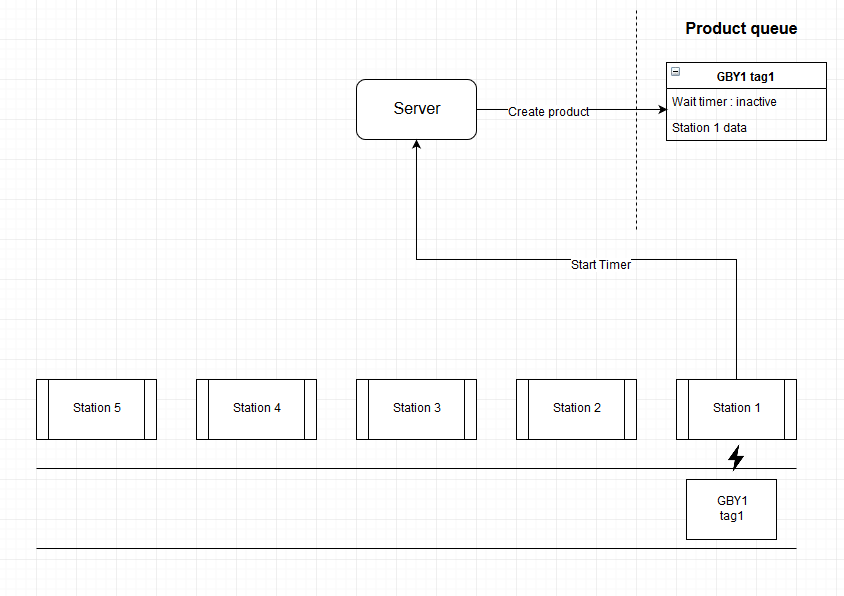 Product queue
GBY1 tag1
Wait timer : inactive
Station 1 data
Server
Create product
Start Timer
Station 5
Station 4
Station 3
Station 2
Station 1
GBY1
tag1